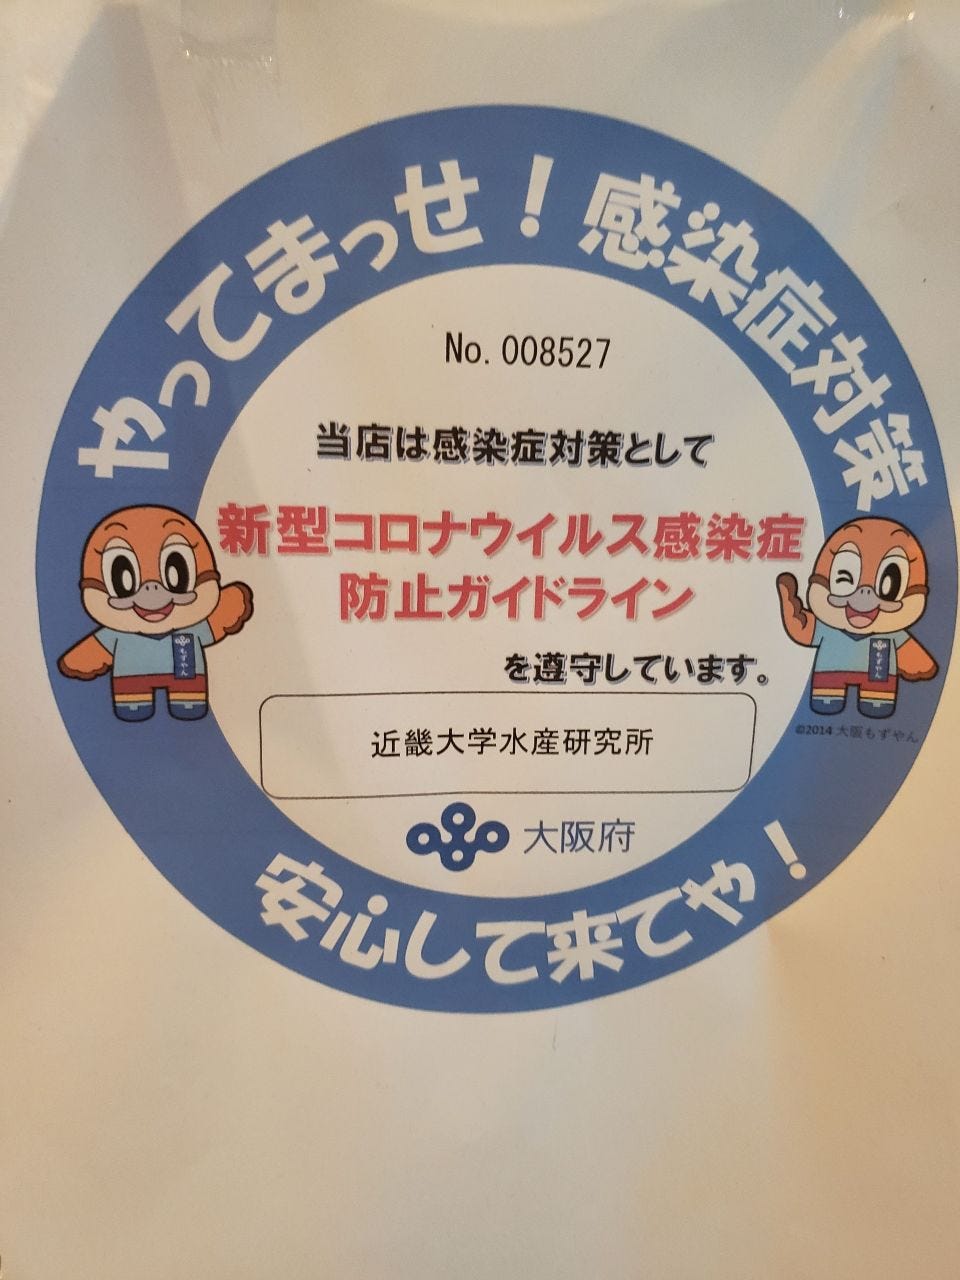 やってまっせ！感染症対策
No. 008527
当店は感染症対策として
新型コロナウイルス感染症
防止ガイドライン
を遵守しています。
もずやん
もずやん
©2014 大阪もずやん
近畿大学水産研究所
大阪府
安心して来てや！